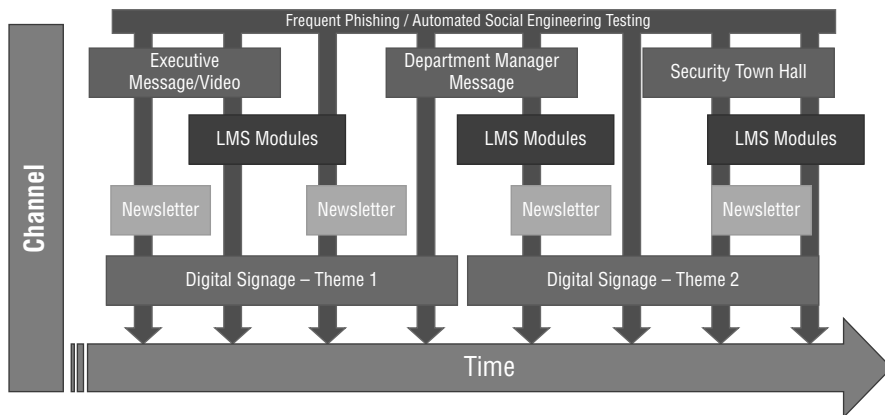 Frequent Phishing / Automated Social Engineering Testing
Executive
Message/Video
Department Manager
Message
Security Town Hall
LMS Modules
LMS Modules
LMS Modules
Newsletter
Newsletter
Newsletter
Newsletter
Digital Signage – Theme 1
Digital Signage – Theme 2
Channel
Time